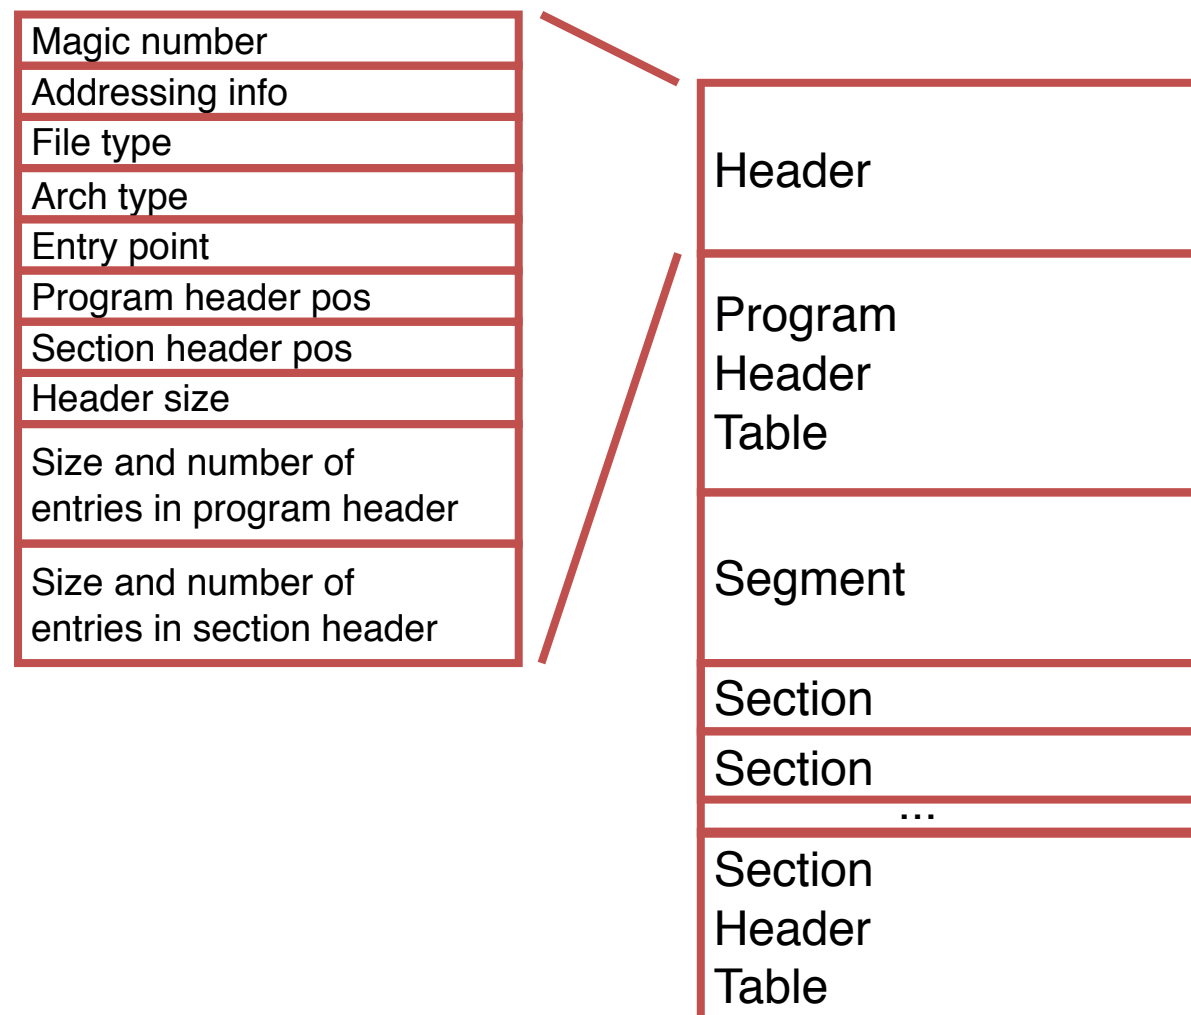 Magic number
Addressing info
File type
Arch type
Entry point
Program header pos
Section header pos
Header size
Size and number of
entries in program header
Size and number of
entries in section header
Header
Program
Header
Table
Segment
Section
Section
...
Section
Header
Table